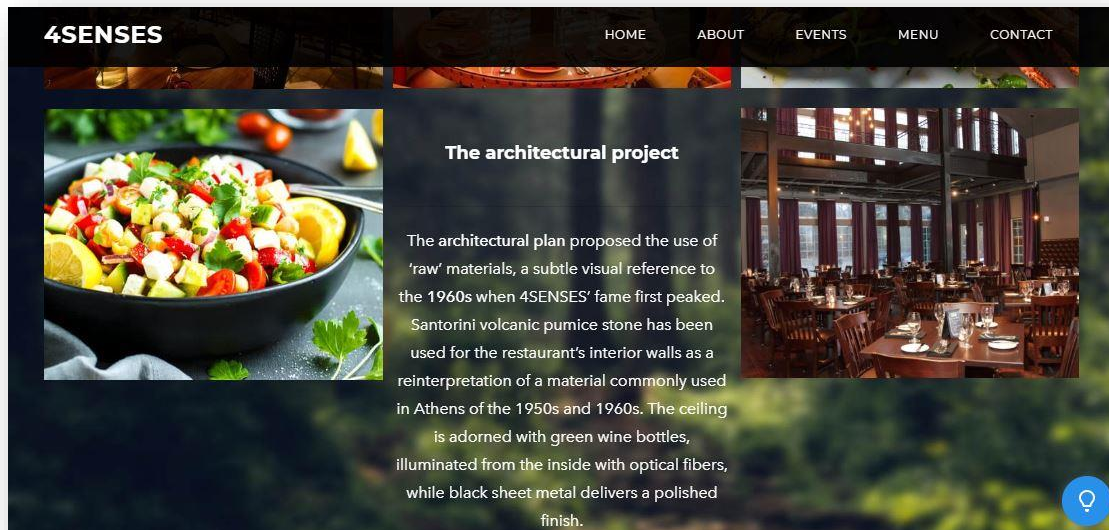 4SENSES
HOME ABOUT EVENTS MENU CONTACT
The architectural project
The architectural plan proposed the use of
‘raw’ materials, a subtle visual reference to
the 1960s when 4SENSES’ fame first peaked.
Santorini volcanic pumice stone has been
used for the restaurant’s interior walls as a
reinterpretation of a material commonly used
in Athens of the 1950s and 1960s. The ceiling
is adorned with green wine bottles,
illuminated from the inside with optical fibers,
while black sheet metal delivers a polished
finish.